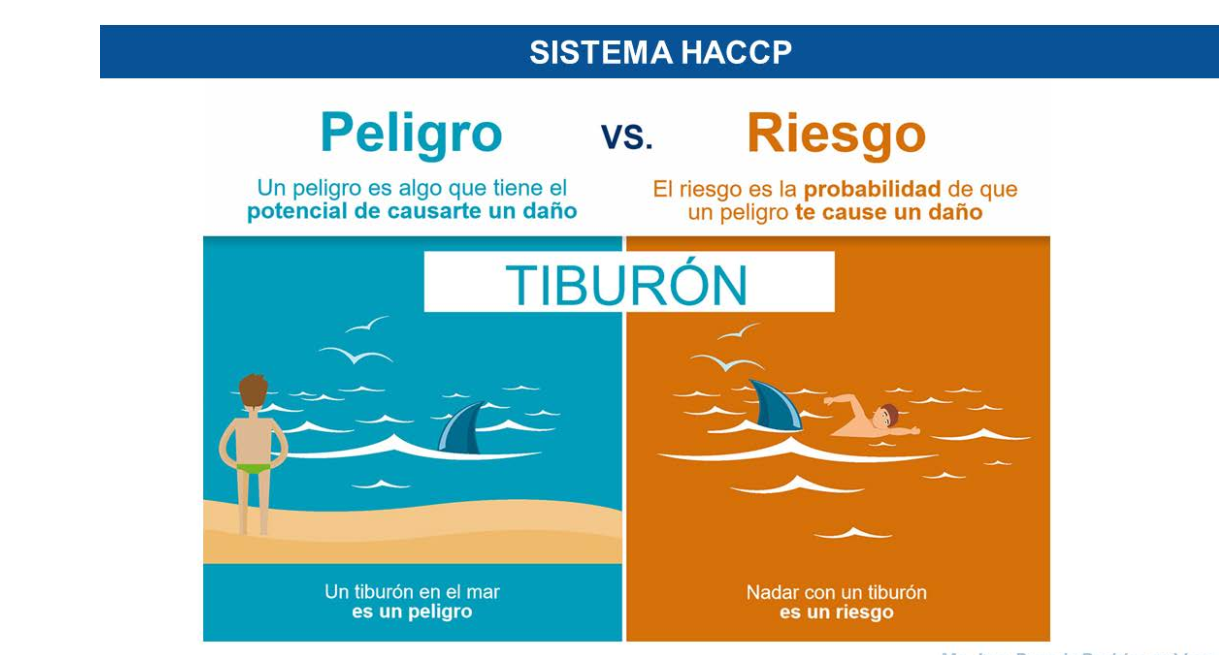 SISTEMA HACCP
Peligro
vs.
Riesgo
Un peligro es algo que tiene el
potencial de causarte un daño
El riesgo es la probabilidad de que
un peligro te cause un daño
TIBURÓN
Un tiburón en el mar
es un peligro
Nadar con un tiburón
es un riesgo